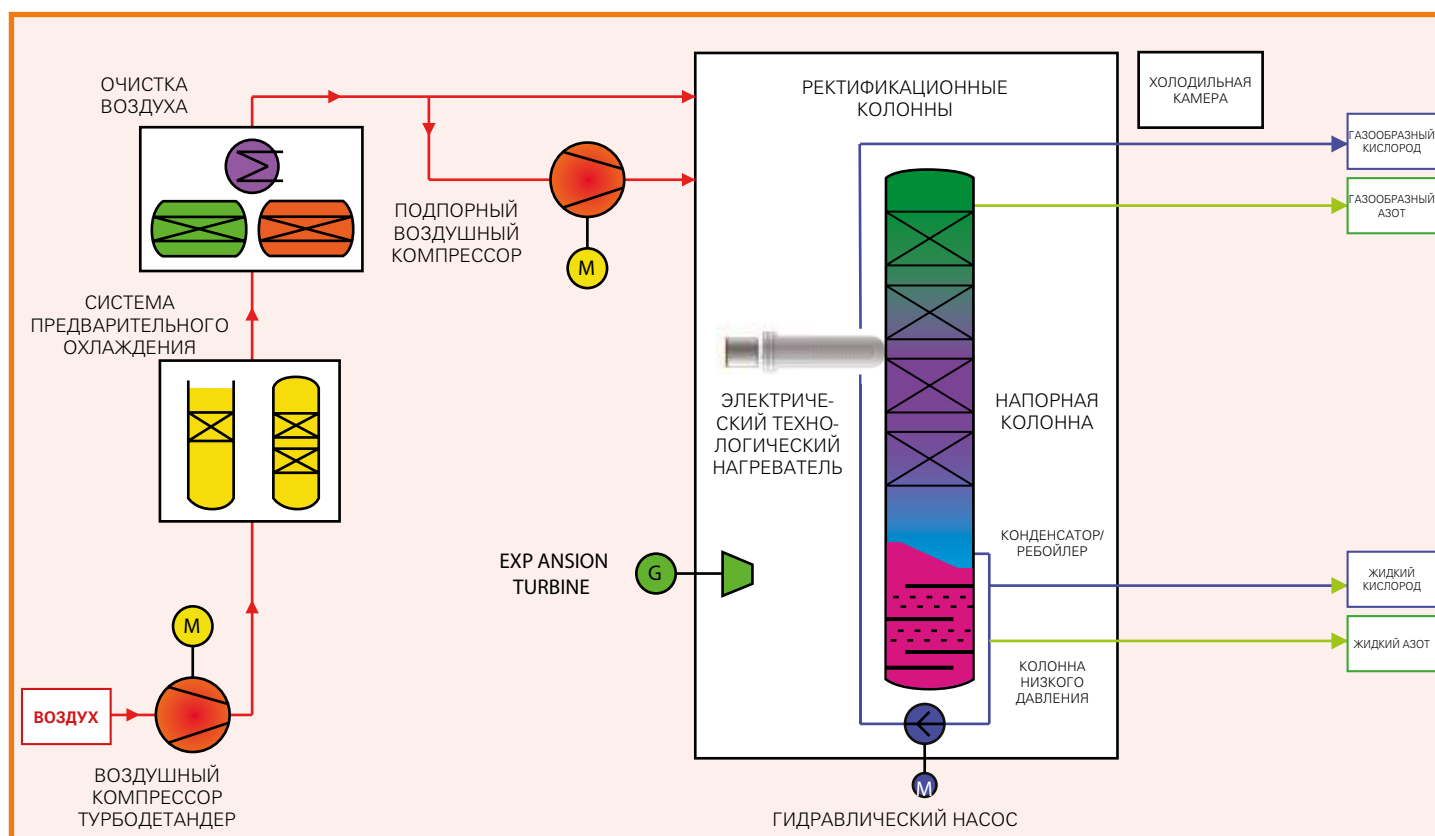 ОЧИСТКА
ВОЗДУХА
РЕКТИФИКАЦИОННЫЕ
КОЛОННЫ
ХОЛОДИЛЬНАЯ
КАМЕРА
ГАЗООБРАЗНЫЙ
КИСЛОРОД
ГАЗООБРАЗНЫЙ
АЗОТ
ПОДПОРНЫЙ
ВОЗДУШНЫЙ
КОМПРЕССОР
M
СИСТЕМА
ПРЕДВАРИТЕЛЬНОГО
ОХЛАЖДЕНИЯ
ЭЛЕКТРИЧЕ-
СКИЙ ТЕХНО-
ЛОГИЧЕСКИЙ
НАГРЕВАТЕЛЬ
НАПОРНАЯ
КОЛОННА
EXP ANSION
TURBINE
G
КОНДЕНСАТОР/
РЕБОЙЛЕР
ЖИДКИЙ
КИСЛОРОД
ЖИДКИЙ АЗОТ
КОЛОННА
НИЗКОГО
ДАВЛЕНИЯ
M
ВОЗДУХ
ВОЗДУШНЫЙ
КОМПРЕССОР
ТУРБОДЕТАНДЕР
M
ГИДРАВЛИЧЕСКИЙ НАСОС